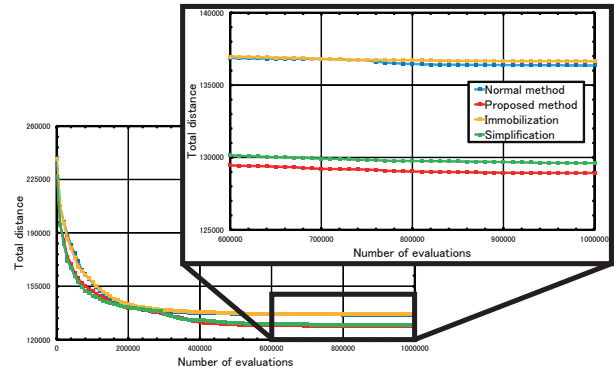 140000
135000
130000
125000
Total distance
600000 700000 800000 900000 1000000
Number of evaluations
Normal method
Proposed method
Immobilization
Simplification
260000
225000
190000
155000
120000
Total distance
0 200000 400000 600000 800000 1000000
Number of evaluations